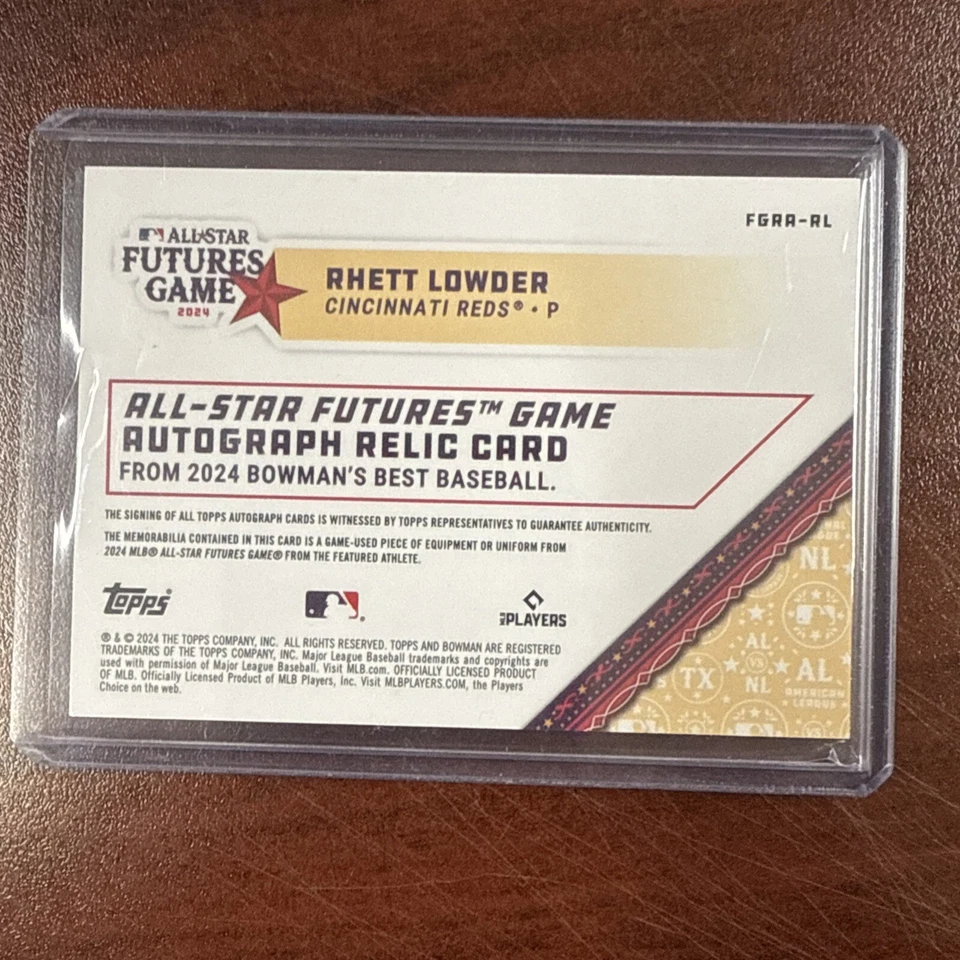 FGRA-RL
ALL★STAR
FUTURES
GAME
2024
RHETT LOWDER
CINCINNATI REDS® • P
ALL-STAR FUTURES™ GAME
AUTOGRAPH RELIC CARD
FROM 2024 BOWMAN'S BEST BASEBALL.
THE SIGNING OF ALL TOPPS AUTOGRAPH CARDS IS WITNESSED BY TOPPS REPRESENTATIVES TO GUARANTEE AUTHENTICITY.
THE MEMORABILIA CONTAINED IN THIS CARD IS A GAME-USED PIECE OF EQUIPMENT OR UNIFORM FROM
2024 MLB® ALL-STAR FUTURES GAME® FROM THE FEATURED ATHLETE.
topps®
MLB PLAYERS
® & © 2024 THE TOPPS COMPANY, INC. ALL RIGHTS RESERVED. TOPPS AND BOWMAN ARE REGISTERED
TRADEMARKS OF THE TOPPS COMPANY, INC. Major League Baseball trademarks and copyrights are
used with permission of Major League Baseball. Visit MLB.com. OFFICIALLY LICENSED PRODUCT
OF MLB. Officially Licensed Product of MLB Players, Inc. Visit MLBPLAYERS.COM, the Players
Choice on the web.
NL
AL
VS
NL
TX
AL
AMERICAN
LEAGUE
VS